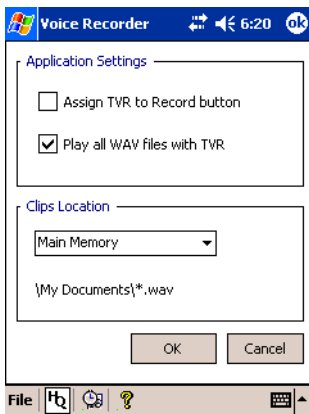 Voice Recorder 6:20 ok
Application Settings
Assign TVR to Record button
Play all WAV files with TVR
Clips Location
Main Memory
\My Documents\*.wav
OK Cancel
File HQ ?